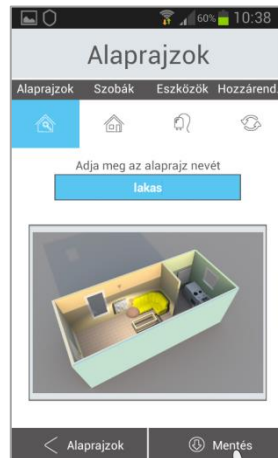 60% 10:38
Alaprajzok
Alaprajzok Szobák Eszközök Hozzárend.
Adja meg az alaprajz nevét
lakas
Alaprajzok Mentés